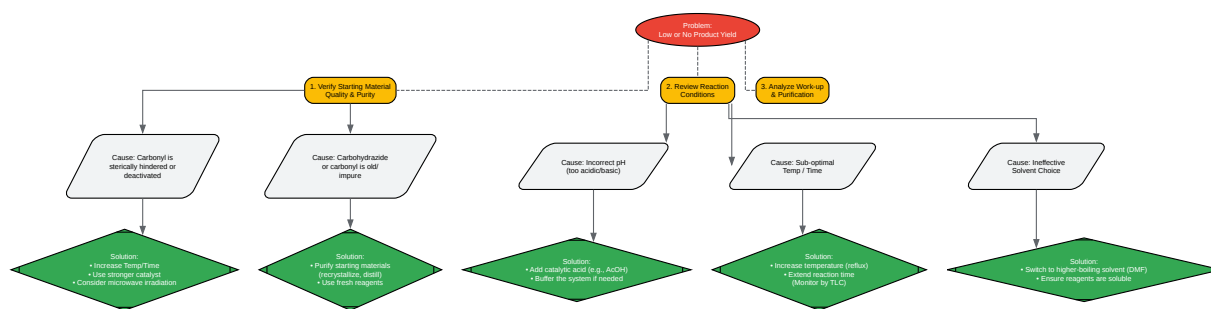 Problem:
Low or No Product Yield
1. Verify Starting Material
Quality & Purity
2. Review Reaction
Conditions
3. Analyze Work-up
& Purification
Cause: Carbonyl is
sterically hindered or
deactivated
Cause: Carbohydrazide
or carbonyl is old/
impure
Cause: Incorrect pH
(too acidic/basic)
Cause: Sub-optimal
Temp / Time
Cause: Ineffective
Solvent Choice
Solution:
• Increase Temp/Time
• Use stronger catalyst
• Consider microwave irradiation
Solution:
• Purify starting materials
(recrystallize, distill)
• Use fresh reagents
Solution:
• Add catalytic acid (e.g., AcOH)
• Buffer the system if needed
Solution:
• Increase temperature (reflux)
• Extend reaction time
(Monitor by TLC)
Solution:
• Switch to higher-boiling solvent (DMF)
• Ensure reagents are soluble